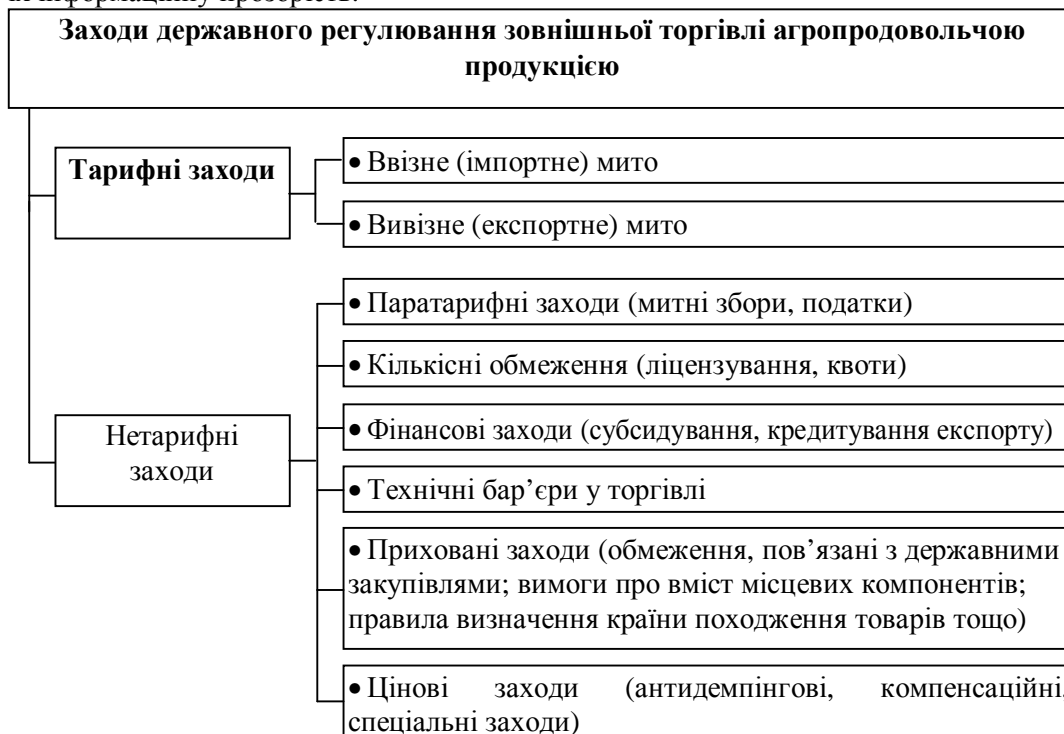 їх інформаційну прозорість.
Заходи державного регулювання зовнішньої торгівлі агропродовольчою
продукцією
Тарифні заходи
• Ввізне (імпортне) мито
• Вивізне (експортне) мито
Нетарифні
заходи
• Паратарифні заходи (митні збори, податки)
• Кількісні обмеження (ліцензування, квоти)
• Фінансові заходи (субсидування, кредитування експорту)
• Технічні бар’єри у торгівлі
• Приховані заходи (обмеження, пов’язані з державними
закупівлями; вимоги про вміст місцевих компонентів;
правила визначення країни походження товарів тощо)
• Цінові заходи (антидемпінгові, компенсаційні,
спеціальні заходи)